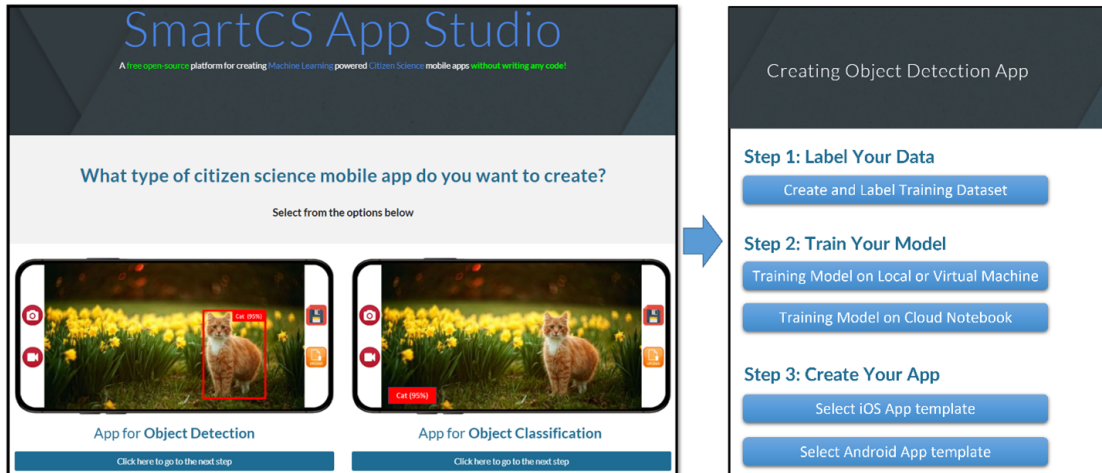 SmartCS App Studio
A free open-source platform for creating Machine Learning powered Citizen Science mobile apps without writing any code!
What type of citizen science mobile app do you want to create?
Select from the options below
Cat (95%)
Cat (95%)
App for Object Detection
App for Object Classification
Click here to go to the next step
Click here to go to the next step
Creating Object Detection App
Step 1: Label Your Data
Create and Label Training Dataset
Step 2: Train Your Model
Training Model on Local or Virtual Machine
Training Model on Cloud Notebook
Step 3: Create Your App
Select iOS App template
Select Android App template